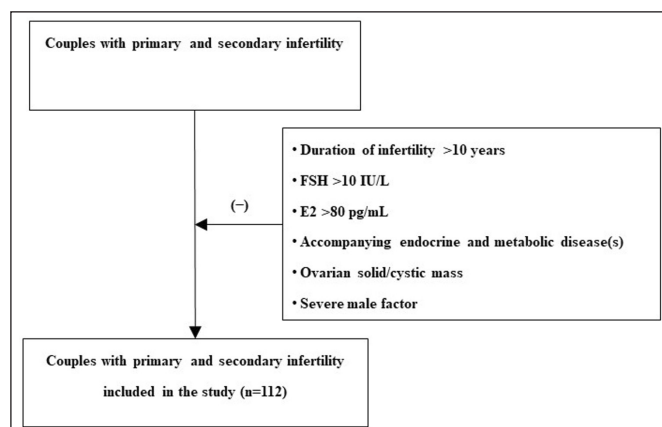 Couples with primary and secondary infertility
• Duration of infertility >10 years
• FSH >10 IU/L
(−)
• E2 >80 pg/mL
• Accompanying endocrine and metabolic disease(s)
• Ovarian solid/cystic mass
• Severe male factor
Couples with primary and secondary infertility
included in the study (n=112)